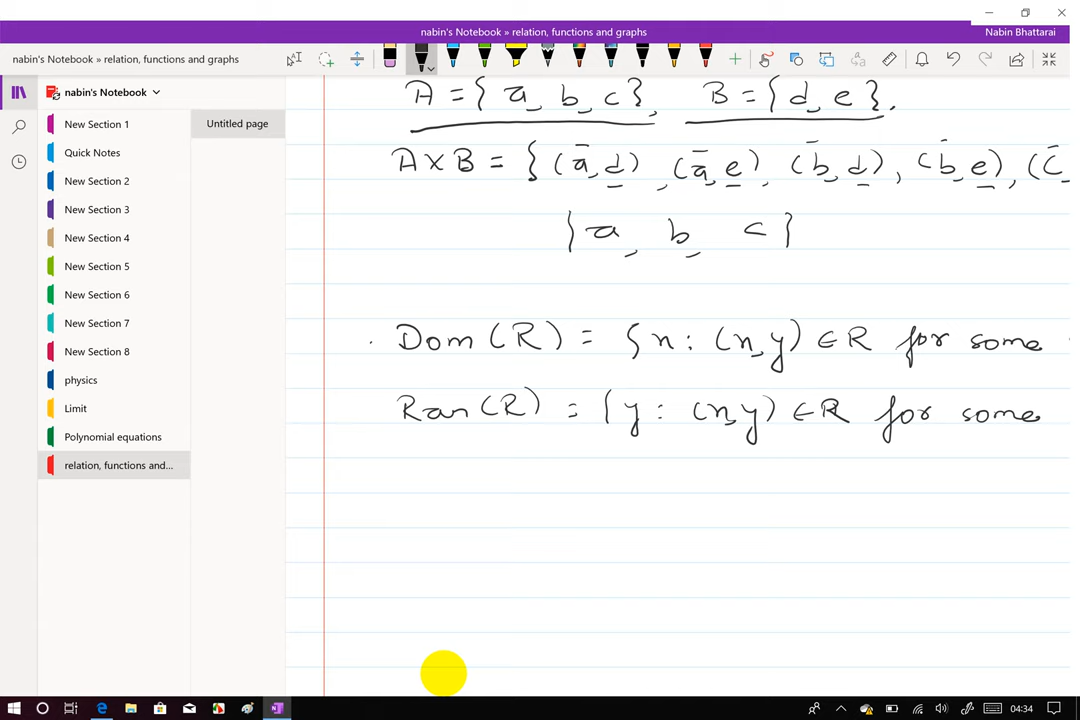 nabin's Notebook » relation, functions and graphs
Nabin Bhattarai
nabin's Notebook » relation, functions and graphs
nabin's Notebook
New Section 1
Quick Notes
New Section 2
New Section 3
New Section 4
New Section 5
New Section 6
New Section 7
New Section 8
physics
Limit
Polynomial equations
relation, functions and...
Untitled page
A = { a, b, c }, B = { d, e }.
A × B = { (a, d), (a, e), (b, d), (b, e), (c,
{ a, b, c }
. Dom (R) = { x : (x, y) ∈ R for some
Ran (R) = { y : (x, y) ∈ R for some
04:34